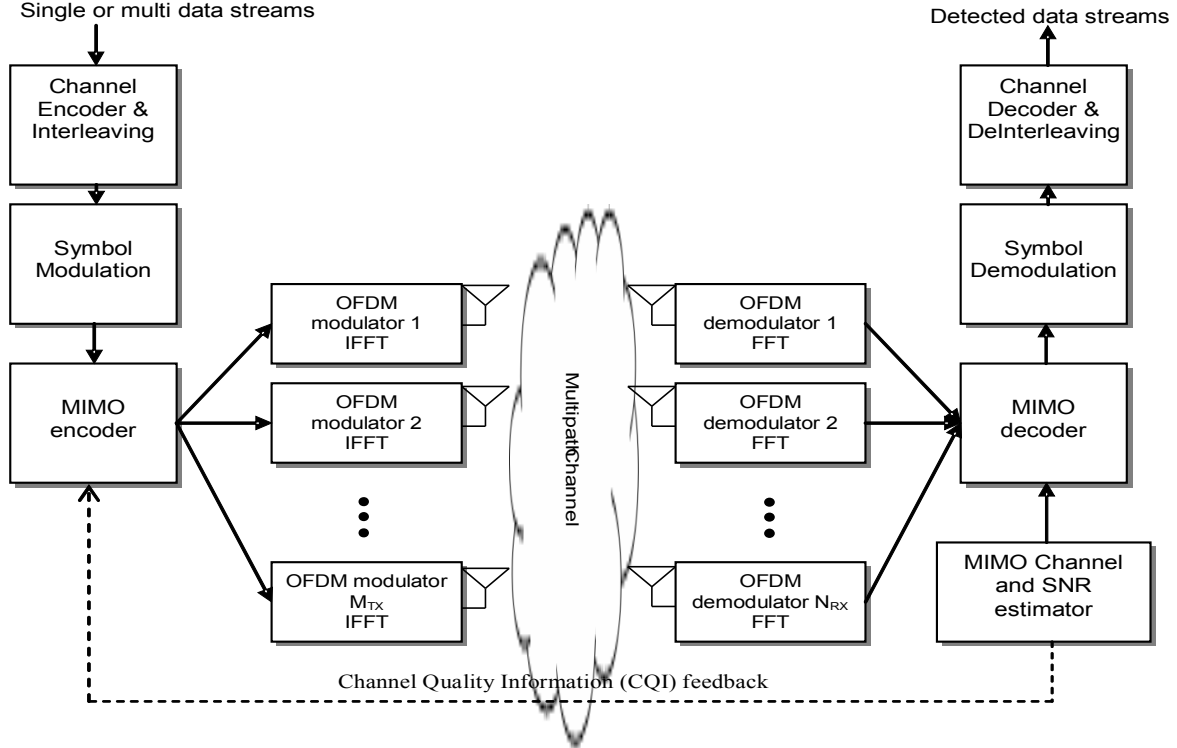 Single or multi data streams
Channel
Encoder &
Interleaving
Symbol
Modulation
MIMO
encoder
OFDM
modulator 1
IFFT
OFDM
modulator 2
IFFT
OFDM modulator
MTX
IFFT
Multipath Channel
OFDM
demodulator 1
FFT
OFDM
demodulator 2
FFT
OFDM
demodulator NRX
FFT
Detected data streams
Channel
Decoder &
DeInterleaving
Symbol
Demodulation
MIMO
decoder
MIMO Channel
and SNR
estimator
Channel Quality Information (CQI) feedback